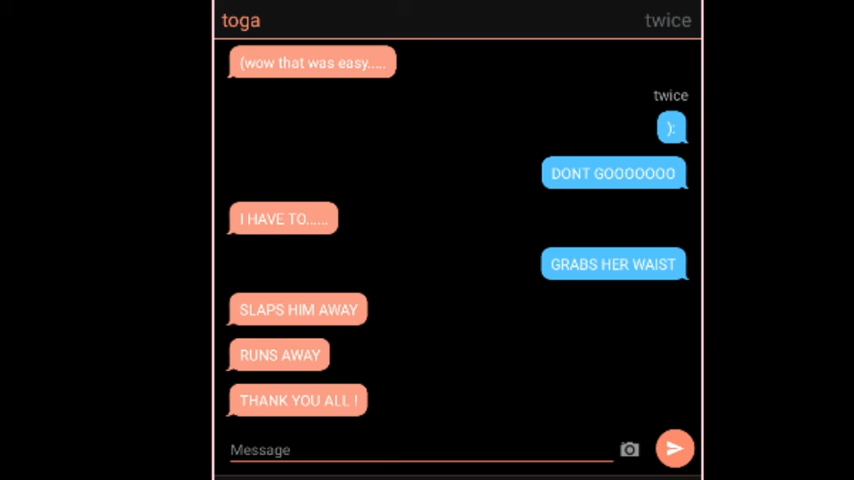 toga
twice
(wow that was easy.....
twice
):
DONT GOOOOOOO
I HAVE TO......
GRABS HER WAIST
SLAPS HIM AWAY
RUNS AWAY
THANK YOU ALL !
Message